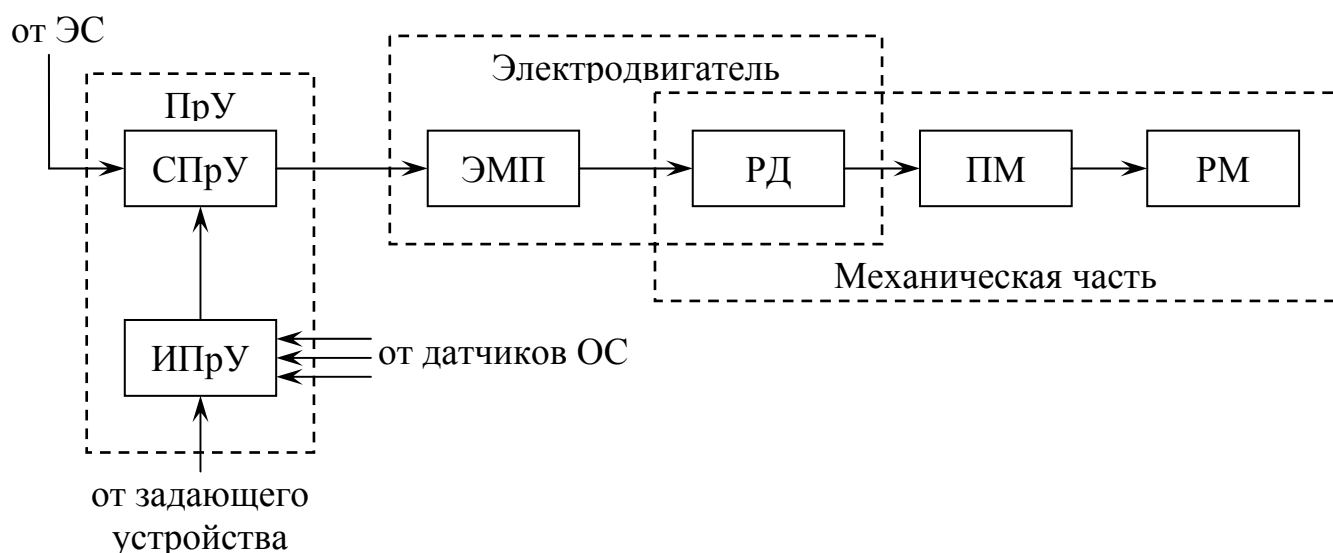 от ЭС
Электродвигатель
ПрУ
СПрУ
ЭМП
РД
ПМ
РМ
Механическая часть
ИПрУ
от датчиков ОС
от задающего
устройства